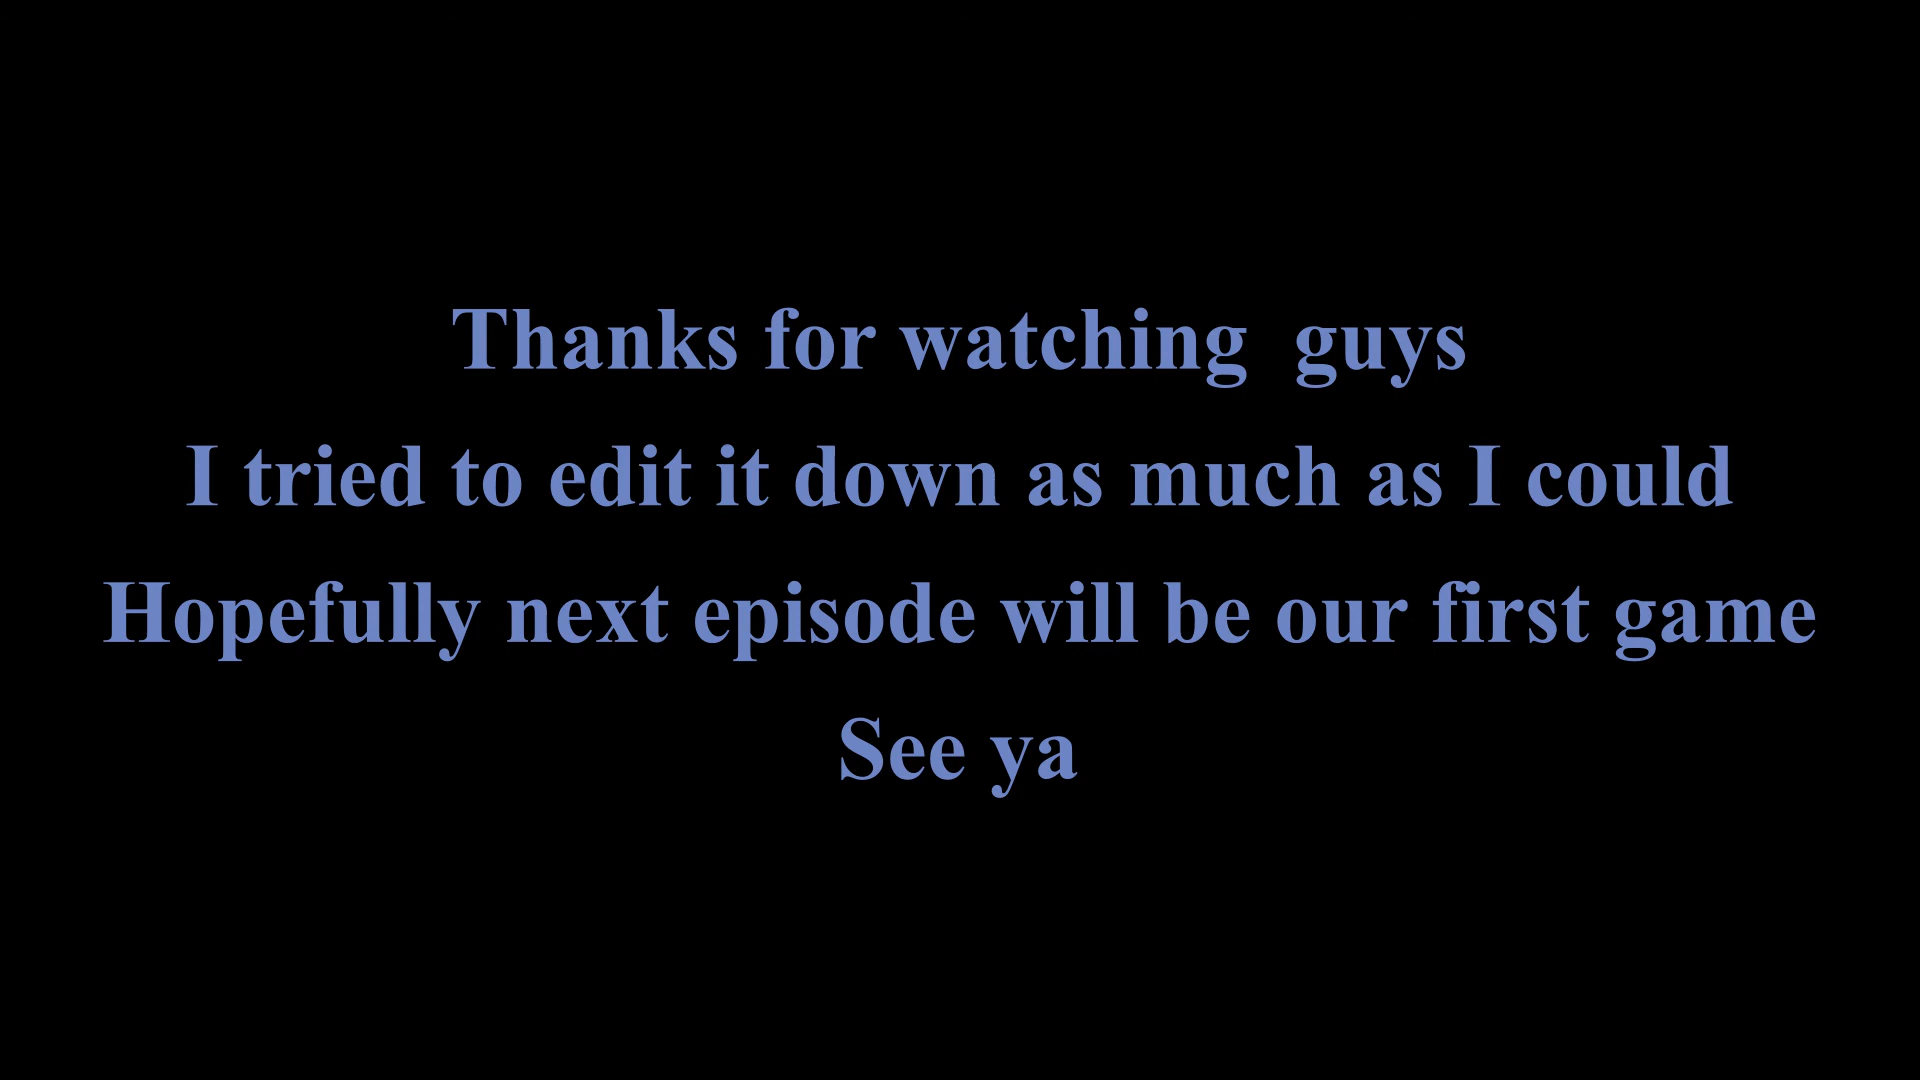 Thanks for watching  guys
I tried to edit it down as much as I could
Hopefully next episode will be our first game
See ya